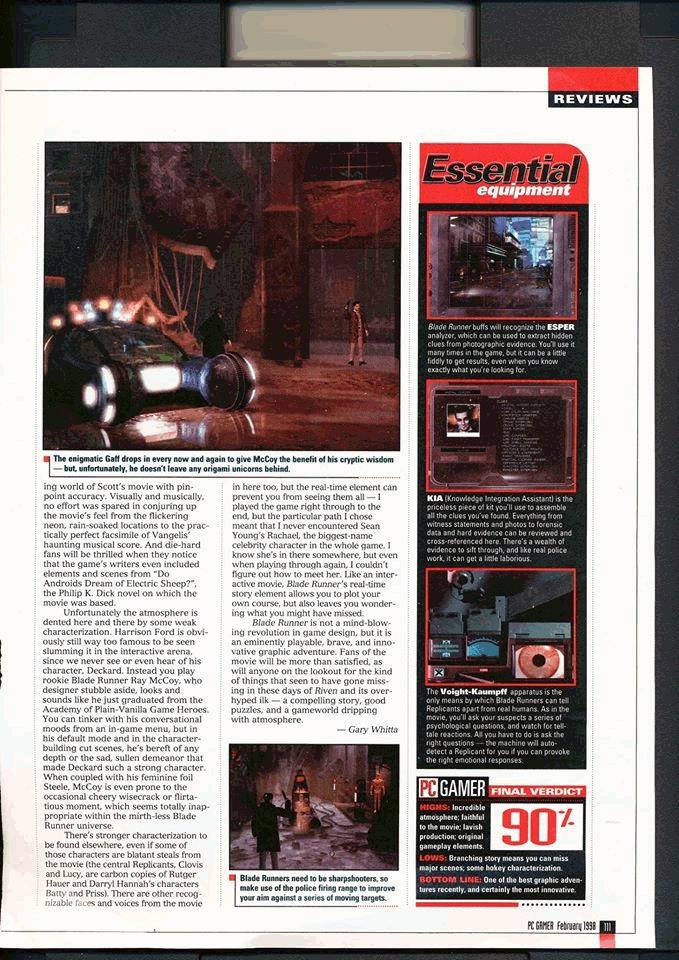 REVIEWS
The enigmatic Gaff drops in every now and again to give McCoy the benefit of his cryptic wisdom
— but, unfortunately, he doesn't leave any origami unicorns behind.
ing world of Scott's movie with pin-
point accuracy. Visually and musically,
no effort was spared in conjuring up
the movie's feel from the flickering
neon, rain-soaked locations to the prac-
tically perfect facsimile of Vangelis'
haunting musical score. And die-hard
fans will be thrilled when they notice
that the game's writers even included
elements and scenes from "Do
Androids Dream of Electric Sheep?",
the Philip K. Dick novel on which the
movie was based.
Unfortunately the atmosphere is
dented here and there by some weak
characterization. Harrison Ford is obvi-
ously still way too famous to be seen
slumming it in the interactive arena,
since we never see or even hear of his
character, Deckard. Instead you play
rookie Blade Runner Ray McCoy, who
designer stubble aside, looks and
sounds like he just graduated from the
Academy of Plain-Vanilla Game Heroes.
You can tinker with his conversational
moods from an in-game menu, but in
his default mode and in the character-
building cut scenes, he's bereft of any
depth or the sad, sullen demeanor that
made Deckard such a strong character.
When coupled with his feminine foil
Steele, McCoy is even prone to the
occasional cheery wisecrack or flirta-
tious moment, which seems totally inap-
propriate within the mirth-less Blade
Runner universe.
There's stronger characterization to
be found elsewhere, even if some of
those characters are blatant steals from
the movie (the central Replicants, Clovis
and Lucy, are carbon copies of Rutger
Hauer and Darryl Hannah's characters
Batty and Priss). There are other recog-
nizable faces and voices from the movie
in here too, but the real-time element can
prevent you from seeing them all — I
played the game right through to the
end, but the particular path I chose
meant that I never encountered Sean
Young's Rachael, the biggest-name
celebrity character in the whole game. I
know she's in there somewhere, but even
when playing through again, I couldn't
figure out how to meet her. Like an inter-
active movie, Blade Runner's real-time
story element allows you to plot your
own course, but also leaves you wonder-
ing what you might have missed.
Blade Runner is not a mind-blow-
ing revolution in game design, but it is
an eminently playable, brave, and inno-
vative graphic adventure. Fans of the
movie will be more than satisfied, as
will anyone on the lookout for the kind
of things that seem to have gone miss-
ing in these days of Riven and its over-
hyped ilk — a compelling story, good
puzzles, and a gameworld dripping
with atmosphere.
— Gary Whitta
Blade Runners need to be sharpshooters, so
make use of the police firing range to improve
your aim against a series of moving targets.
Essential
equipment
Blade Runner buffs will recognize the ESPER
analyzer, which can be used to extract hidden
clues from photographic evidence. You'll use it
many times in the game, but it can be a little
fiddly to get results, even when you know
exactly what you're looking for.
KIA (Knowledge Integration Assistant) is the
priceless piece of kit you'll use to assemble
all the clues you've found. Everything from
witness statements and photos to forensic
data and hard evidence can be reviewed and
cross-referenced here. There's a wealth of
evidence to sift through, and, like real police
work, it can get a little laborious.
The Voight-Kaumpff apparatus is the
only means by which Blade Runners can tell
Replicants apart from real humans. As in the
movie, you'll ask your suspects a series of
psychological questions, and watch for tell-
tale reactions. All you have to do is ask the
right questions — the machine will auto-
detect a Replicant for you if you can provoke
the right emotional responses.
PC GAMER FINAL VERDICT
HIGHS: Incredible
atmosphere; faithful
to the movie; lavish
production; original
gameplay elements.
90%
LOWS: Branching story means you can miss
major scenes; some hokey characterization.
BOTTOM LINE: One of the best graphic adven-
tures recently, and certainly the most innovative.
PC GAMER February 1998 111